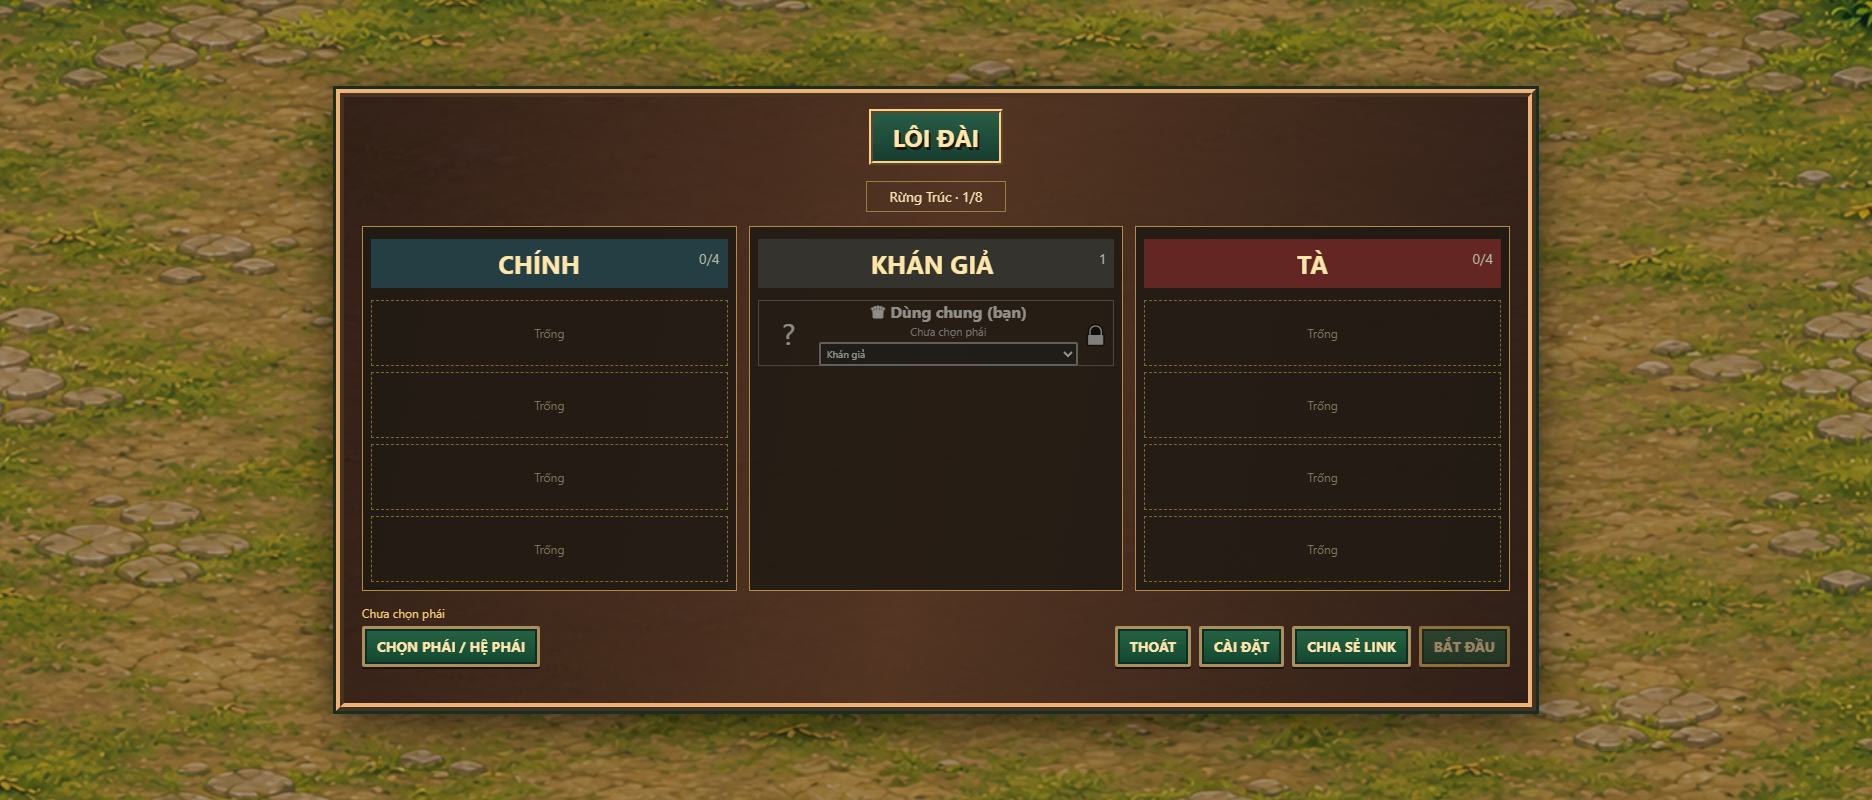 LÔI ĐÀI
Rừng Trúc · 1/8
CHÍNH 0/4
Trống
Trống
Trống
Trống
KHÁN GIẢ 1
?
♛ Dùng chung (bạn)
Chưa chọn phái
Khán giả
TÀ 0/4
Trống
Trống
Trống
Trống
Chưa chọn phái
CHỌN PHÁI / HỆ PHÁI
THOÁT
CÀI ĐẶT
CHIA SẺ LINK
BẮT ĐẦU